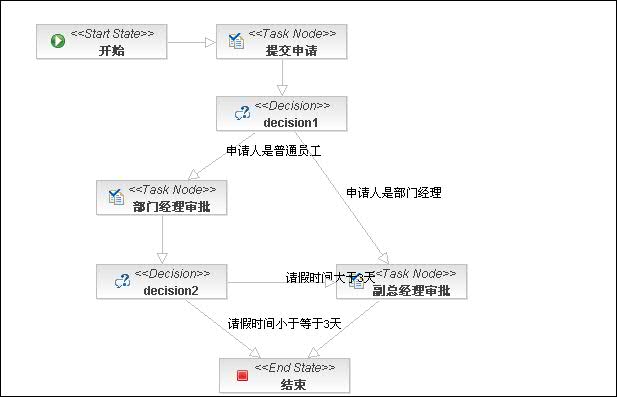 <<Start State>>
开始
<<Task Node>>
提交申请
<<Decision>>
decision1
申请人是普通员工
申请人是部门经理
<<Task Node>>
部门经理审批
<<Decision>>
decision2
请假时间大于3天
<<Task Node>>
副总经理审批
请假时间小于等于3天
<<End State>>
结束